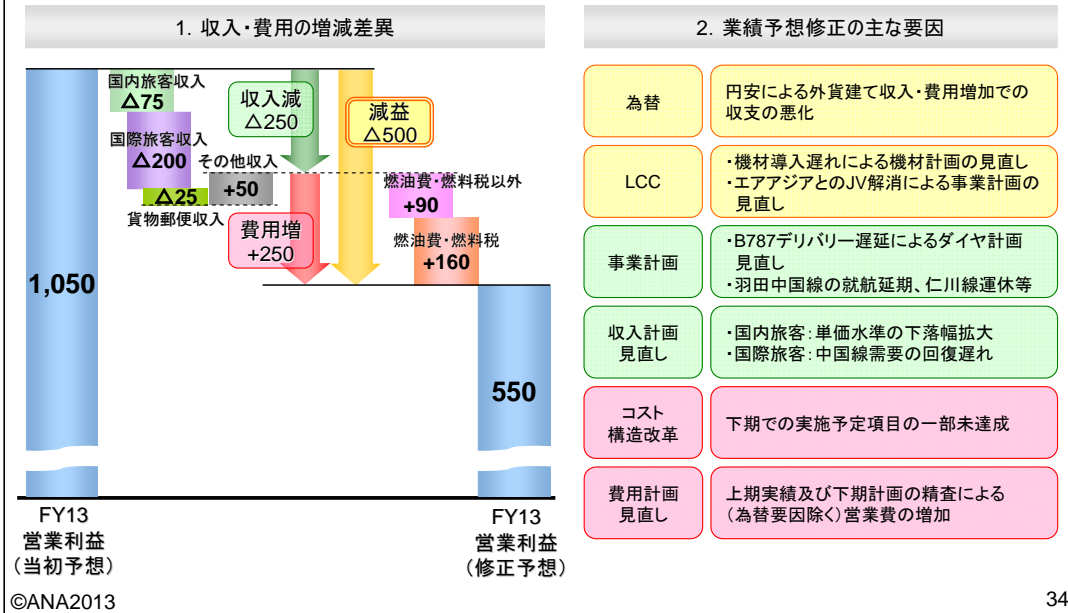 1. 収入・費用の増減差異
国内旅客収入
△75
国際旅客収入
△200
その他収入
+50
△25
貨物郵便収入
収入減
△250
減益
△500
費用増
+250
燃油費・燃料税以外
+90
燃油費・燃料税
+160
1,050
550
FY13
営業利益
(当初予想)
FY13
営業利益
(修正予想)
2. 業績予想修正の主な要因
為替
円安による外貨建て収入・費用増加での
収支の悪化
LCC
・機材導入遅れによる機材計画の見直し
・エアアジアとのJV解消による事業計画の
見直し
事業計画
・B787デリバリー遅延によるダイヤ計画
見直し
・羽田中国線の就航延期、仁川線運休等
収入計画
見直し
・国内旅客：単価水準の下落幅拡大
・国際旅客：中国線需要の回復遅れ
コスト
構造改革
下期での実施予定項目の一部未達成
費用計画
見直し
上期実績及び下期計画の精査による
(為替要因除く)営業費の増加
©ANA2013
34